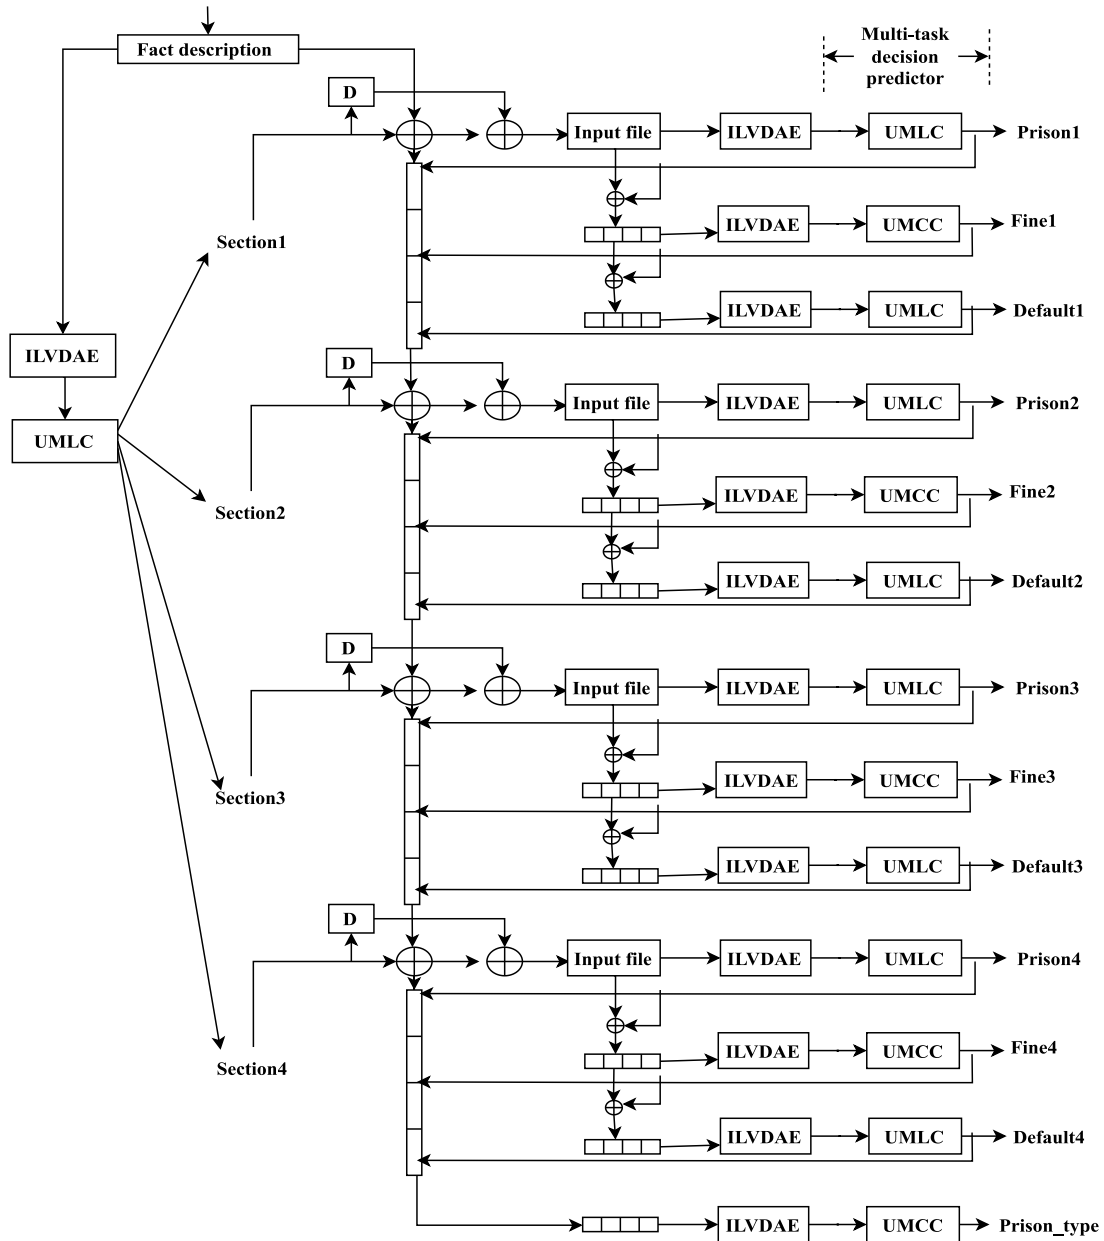 Fact description
Multi-task
decision
predictor
D
Input file
ILVDAE
UMLC
Prison1
Section1
ILVDAE
UMCC
Fine1
ILVDAE
UMLC
Default1
ILVDAE
D
UMLC
Input file
ILVDAE
UMLC
Prison2
Section2
ILVDAE
UMCC
Fine2
ILVDAE
UMLC
Default2
D
Input file
ILVDAE
UMLC
Prison3
Section3
ILVDAE
UMCC
Fine3
ILVDAE
UMLC
Default3
D
Input file
ILVDAE
UMLC
Prison4
Section4
ILVDAE
UMCC
Fine4
ILVDAE
UMLC
Default4
ILVDAE
UMCC
Prison_type